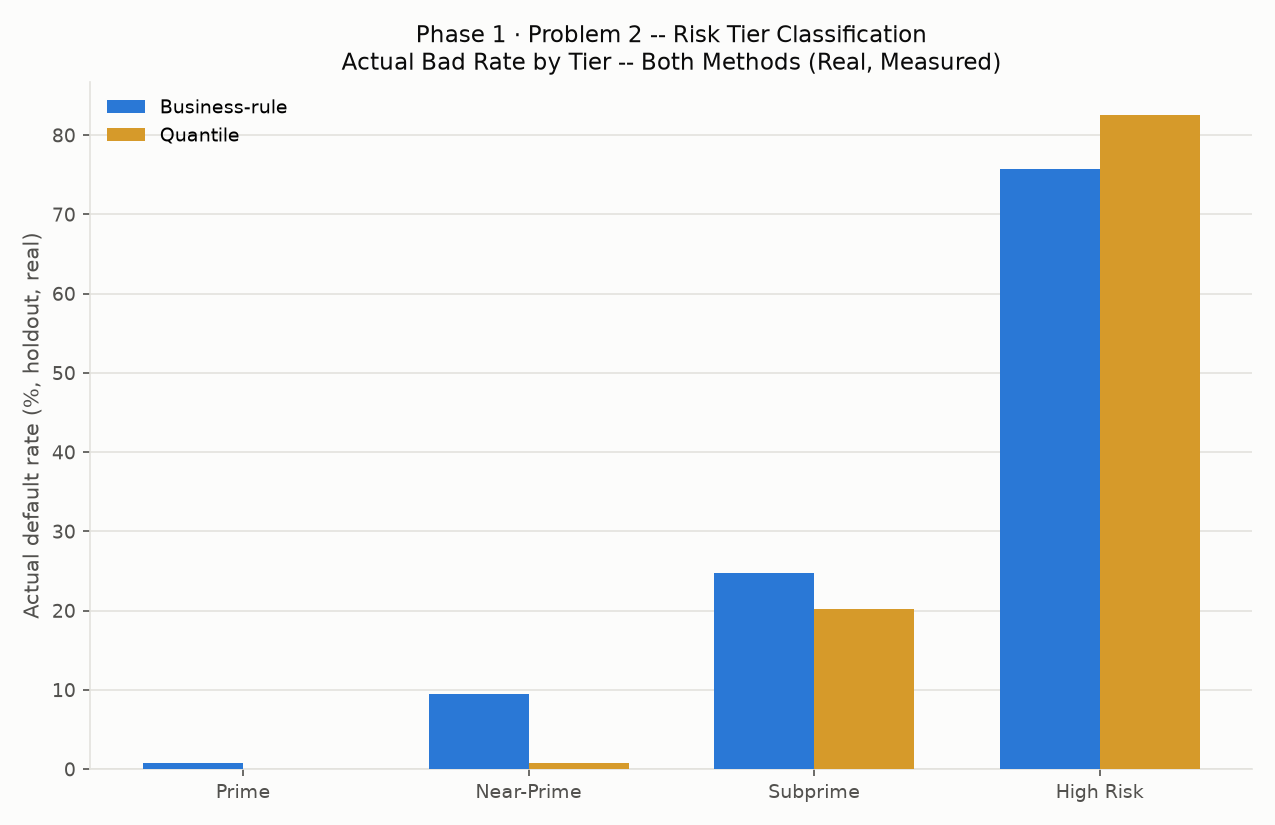 Phase 1 · Problem 2 -- Risk Tier Classification
Actual Bad Rate by Tier -- Both Methods (Real, Measured)
Business-rule
Quantile
Actual default rate (%, holdout, real)
80
70
60
50
40
30
20
10
0
Prime
Near-Prime
Subprime
High Risk